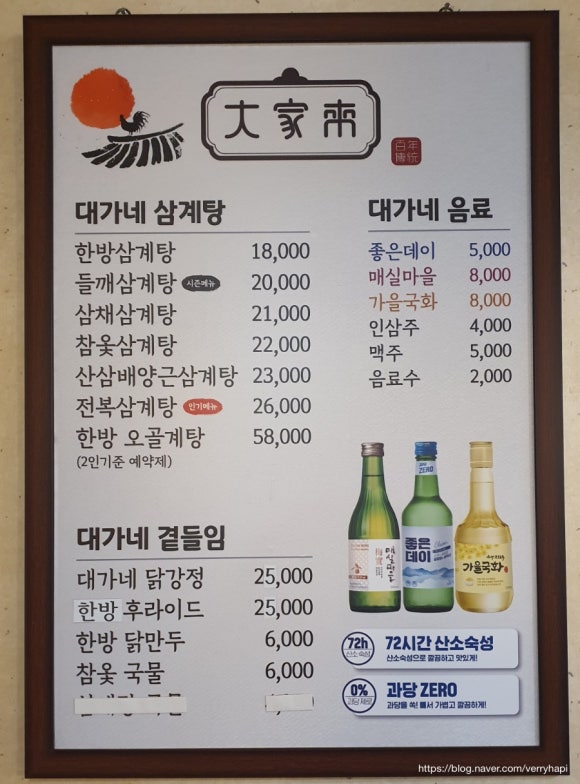 大家來
百年
傳統
대가네 삼계탕
한방삼계탕 18,000
들깨삼계탕 시즌메뉴 20,000
삼채삼계탕 21,000
참옻삼계탕 22,000
산삼배양근삼계탕 23,000
전복삼계탕 인기메뉴 26,000
한방 오골계탕 58,000
(2인기준 예약제)
대가네 음료
좋은데이 5,000
매실마을 8,000
가을국화 8,000
인삼주 4,000
맥주 5,000
음료수 2,000
대가네 곁들임
대가네 닭강정 25,000
한방 후라이드 25,000
한방 닭만두 6,000
참옻 국물 6,000
ZERO
좋은
데이
매실마을
가을국화
72h
산소숙성
72시간 산소숙성
산소숙성으로 깔끔하고 맛있게!
0%
과당제로
과당 ZERO
과당을 쏙! 빼서 가볍고 깔끔하게!
https://blog.naver.com/verryhapi